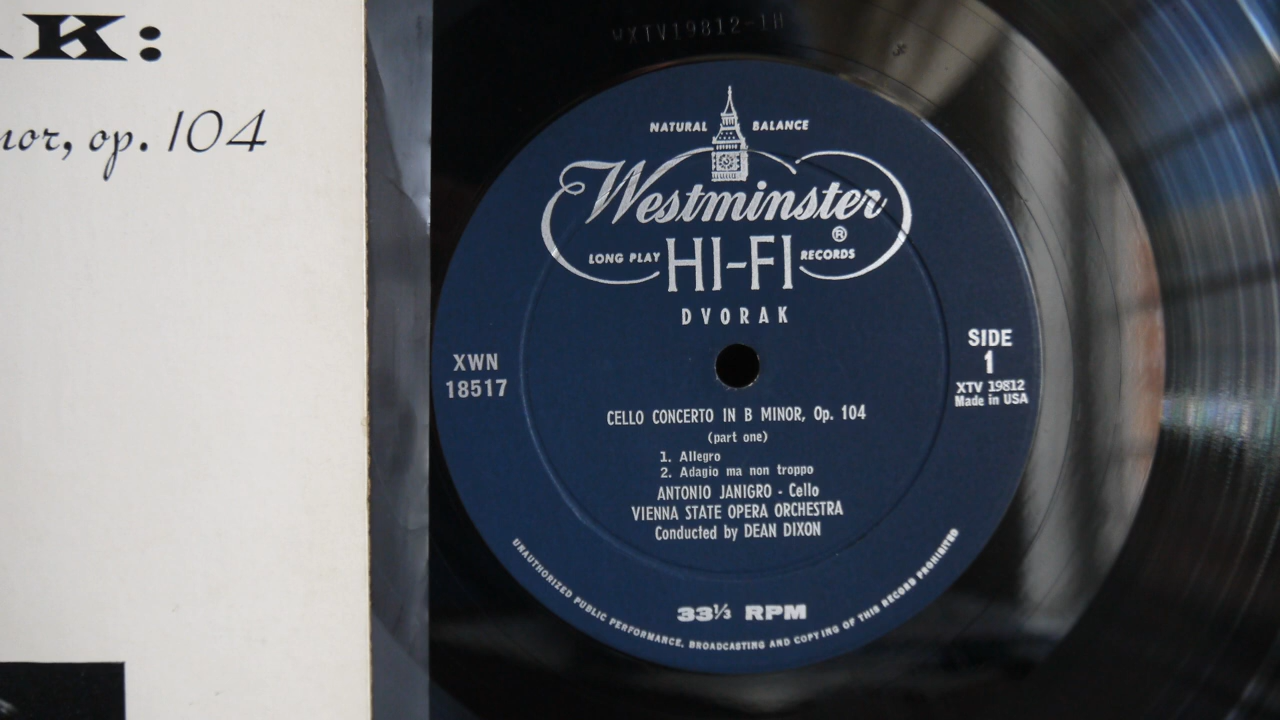 K:
nor, op. 104
XTV19812-1H
NATURAL BALANCE
Westminster
®
LONG PLAY HI-FI RECORDS
DVORAK
XWN
18517
SIDE
1
XTV 19812
Made in USA
CELLO CONCERTO IN B MINOR, Op. 104
(part one)
1. Allegro
2. Adagio ma non troppo
ANTONIO JANIGRO - Cello
VIENNA STATE OPERA ORCHESTRA
Conducted by DEAN DIXON
33⅓ RPM
UNAUTHORIZED PUBLIC PERFORMANCE, BROADCASTING AND COPYING OF THIS RECORD PROHIBITED